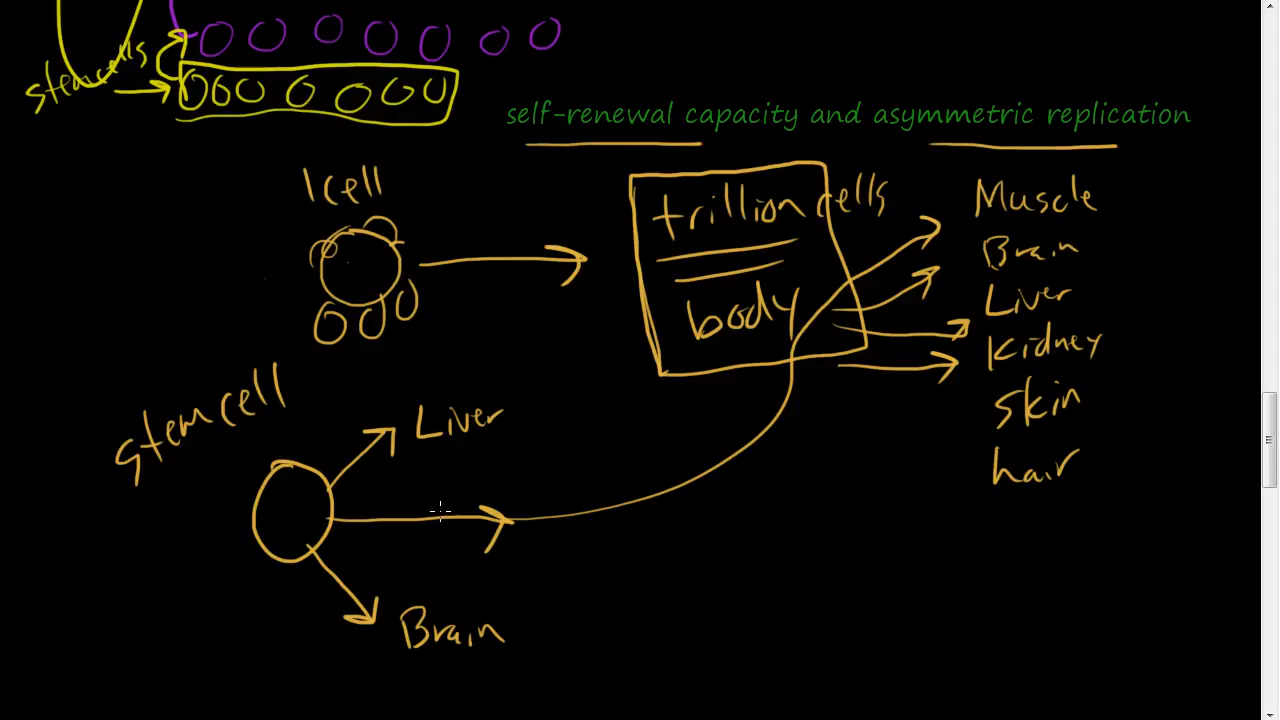 stem cells
self-renewal capacity and asymmetric replication
1 cell
trillion cells
body
Muscle
Brain
Liver
Kidney
skin
hair
stem cell
Liver
Brain